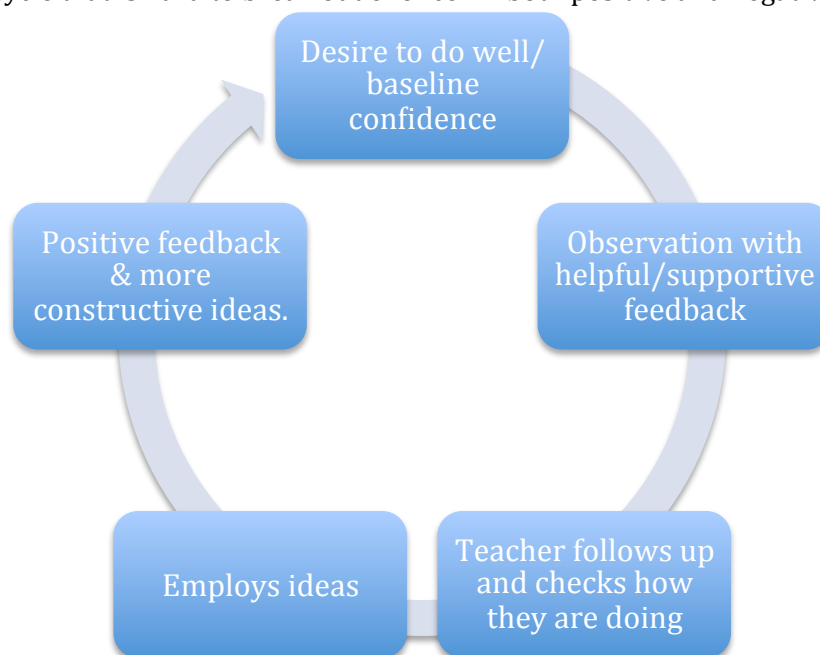 Desire to do well/
baseline
confidence
Observation with
helpful/supportive
feedback
Teacher follows up
and checks how
they are doing
Employs ideas
Positive feedback
& more
constructive ideas.